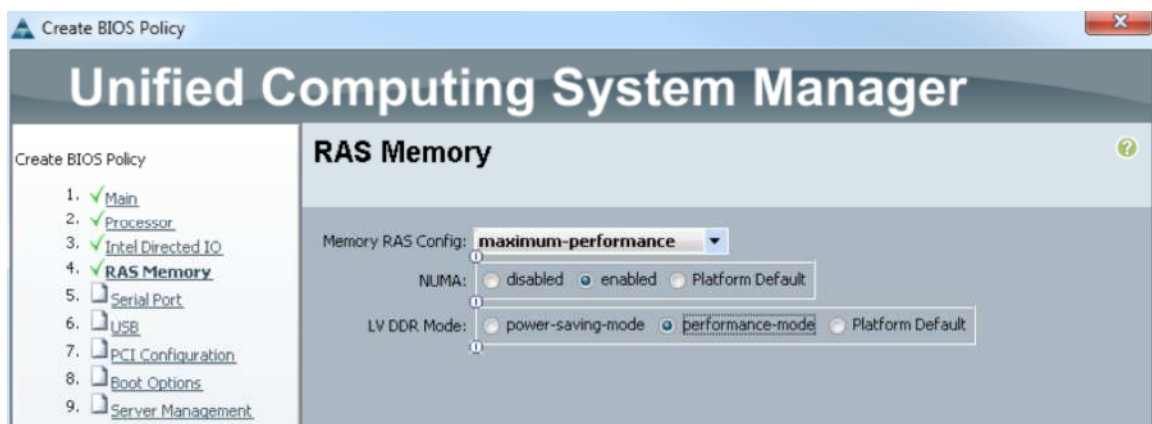 Create BIOS Policy
Unified Computing System Manager
Create BIOS Policy
1. Main
2. Processor
3. Intel Directed IO
4. RAS Memory
5. Serial Port
6. USB
7. PCI Configuration
8. Boot Options
9. Server Management
RAS Memory
Memory RAS Config: maximum-performance
NUMA: disabled enabled Platform Default
LV DDR Mode: power-saving-mode performance-mode Platform Default